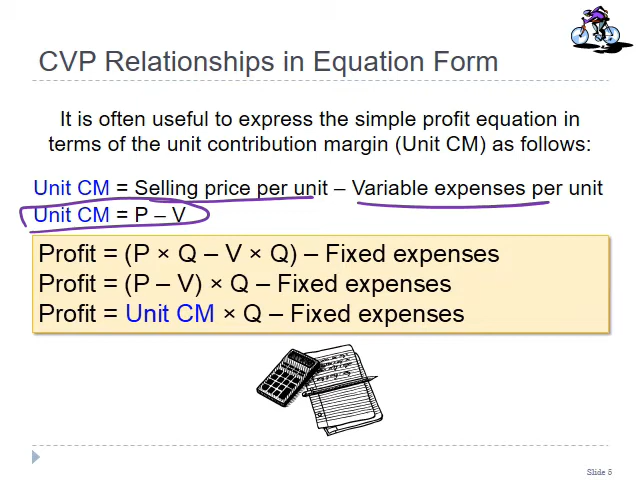 CVP Relationships in Equation Form
It is often useful to express the simple profit equation in
terms of the unit contribution margin (Unit CM) as follows:
Unit CM = Selling price per unit – Variable expenses per unit
Unit CM = P – V
Profit = (P × Q – V × Q) – Fixed expenses
Profit = (P – V) × Q – Fixed expenses
Profit = Unit CM × Q – Fixed expenses
Slide 5